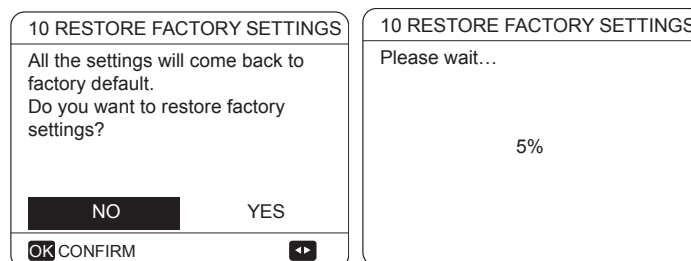 10 RESTORE FACTORY SETTINGS
All the settings will come back to
factory default.
Do you want to restore factory
settings?
NO YES
OK CONFIRM
10 RESTORE FACTORY SETTINGS
Please wait…
5%